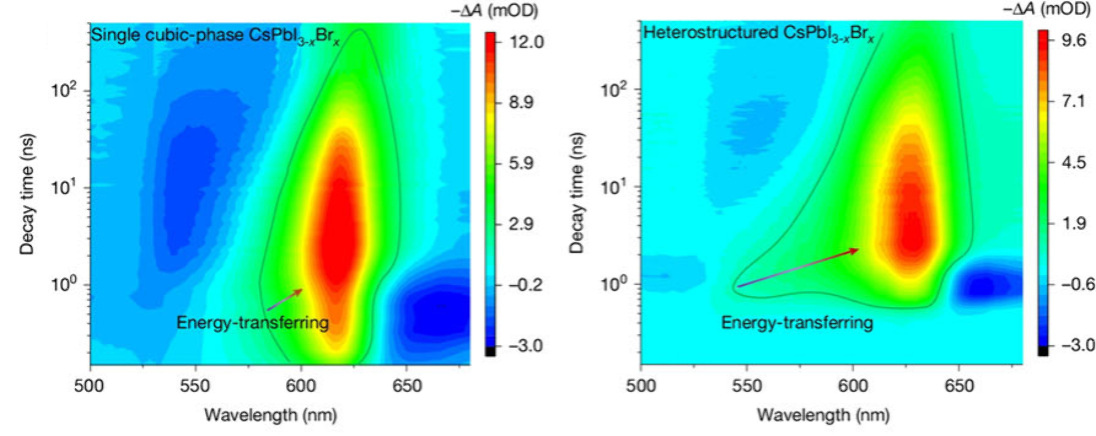 −ΔA (mOD)
Single cubic-phase CsPbI3-xBrx
12.0
8.9
5.9
2.9
−0.2
−3.0
10²
10¹
10⁰
Decay time (ns)
Energy-transferring
500
550
600
650
Wavelength (nm)
−ΔA (mOD)
Heterostructured CsPbI3-xBrx
9.6
7.1
4.5
1.9
−0.6
−3.0
10²
10¹
10⁰
Decay time (ns)
Energy-transferring
500
550
600
650
Wavelength (nm)